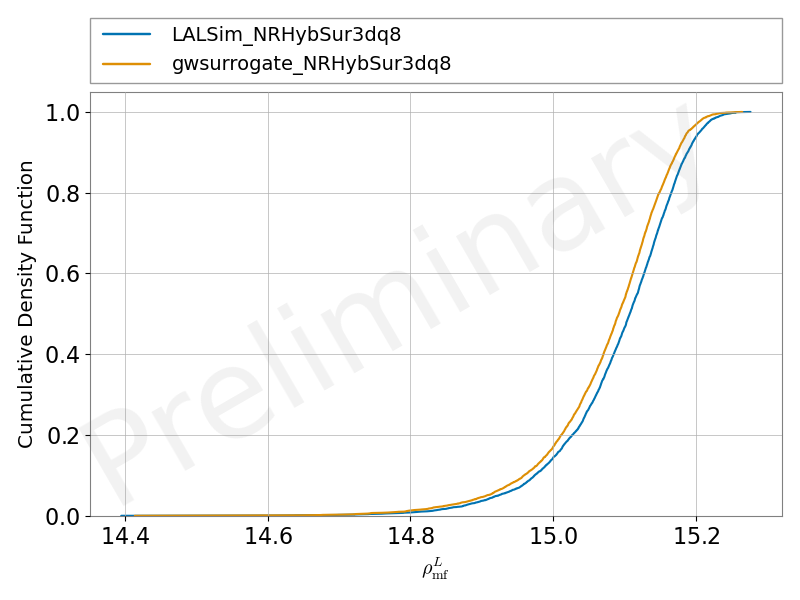 LALSim_NRHybSur3dq8
gwsurrogate_NRHybSur3dq8
1.0
0.8
0.6
0.4
0.2
0.0
Cumulative Density Function
Preliminary
14.4 14.6 14.8 15.0 15.2
ρ_mf^L